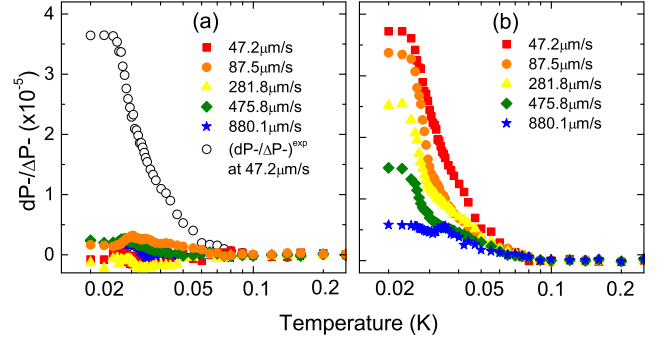 (a)
(b)
4
3
2
1
0
dP-/ΔP- (x10⁻⁵)
47.2μm/s
87.5μm/s
281.8μm/s
475.8μm/s
880.1μm/s
(dP-/ΔP-)ᵉˣᵖ
at 47.2μm/s
47.2μm/s
87.5μm/s
281.8μm/s
475.8μm/s
880.1μm/s
0.02 0.05 0.1 0.2 0.02 0.05 0.1 0.2
Temperature (K)